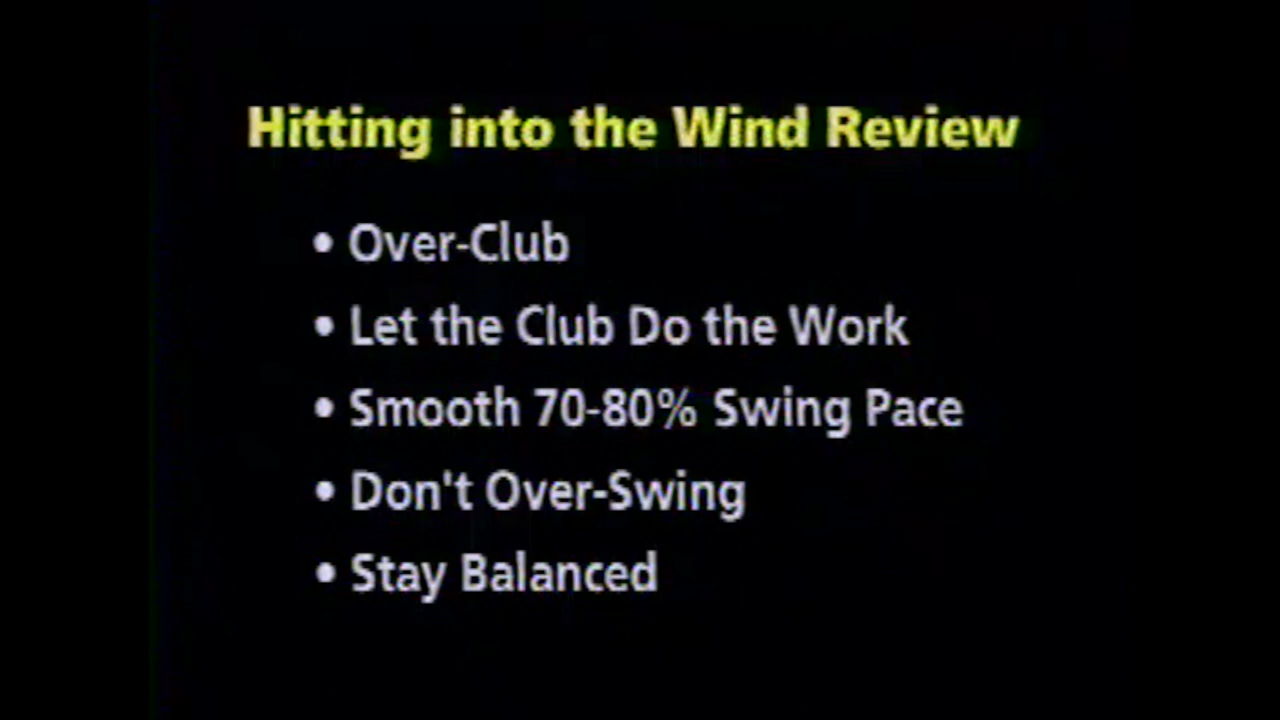 Hitting into the Wind Review
• Over-Club
• Let the Club Do the Work
• Smooth 70-80% Swing Pace
• Don't Over-Swing
• Stay Balanced